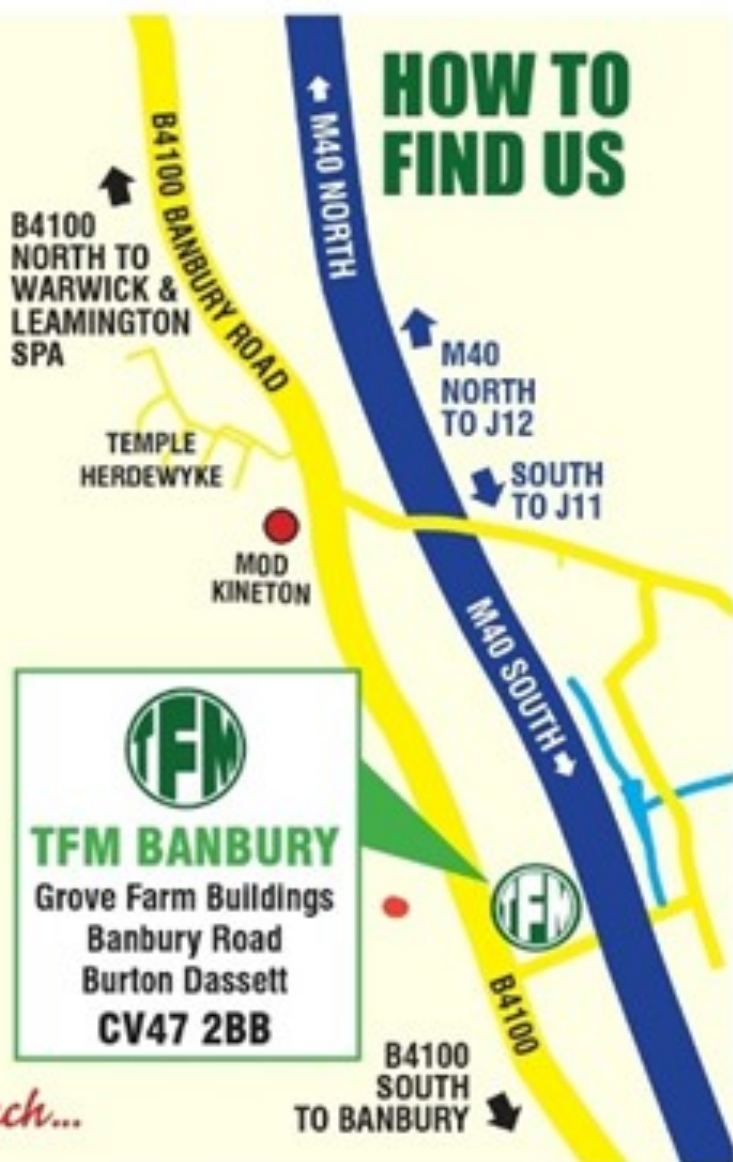 HOW TO
FIND US
M40 NORTH
B4100 BANBURY ROAD
B4100
NORTH TO
WARWICK &
LEAMINGTON
SPA
M40
NORTH
TO J12
SOUTH
TO J11
TEMPLE
HERDEWYKE
MOD
KINETON
M40 SOUTH
TFM
TFM BANBURY
Grove Farm Buildings
Banbury Road
Burton Dassett
CV47 2BB
TFM
B4100
B4100
SOUTH
TO BANBURY
ch...